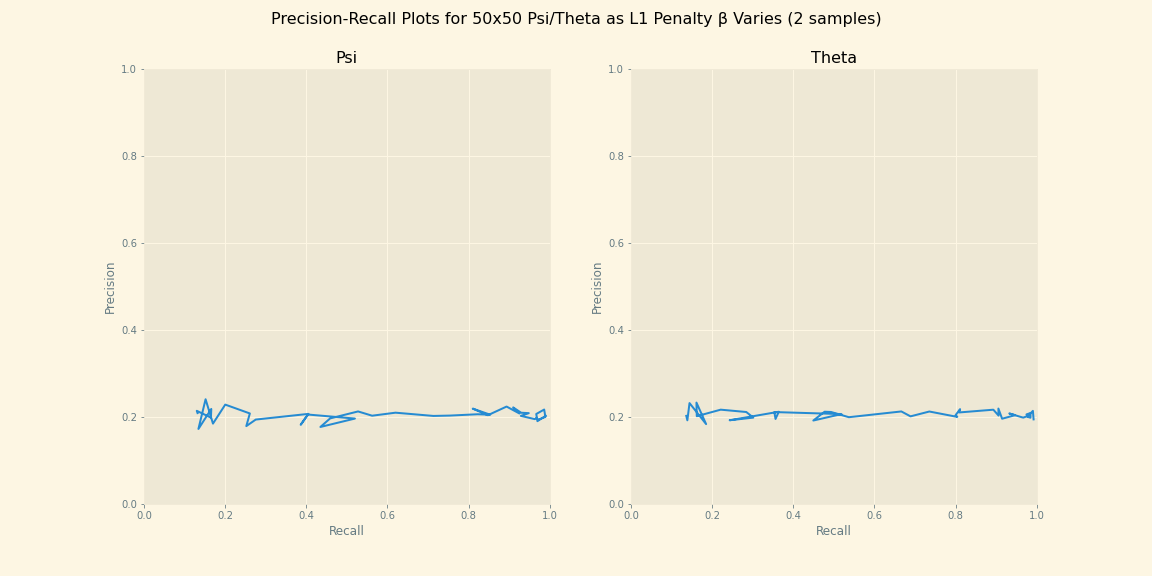 Precision-Recall Plots for 50x50 Psi/Theta as L1 Penalty β Varies (2 samples)
Psi
1.0
0.8
0.6
0.4
0.2
0.0
Precision
0.0 0.2 0.4 0.6 0.8 1.0
Recall
Theta
1.0
0.8
0.6
0.4
0.2
0.0
Precision
0.0 0.2 0.4 0.6 0.8 1.0
Recall